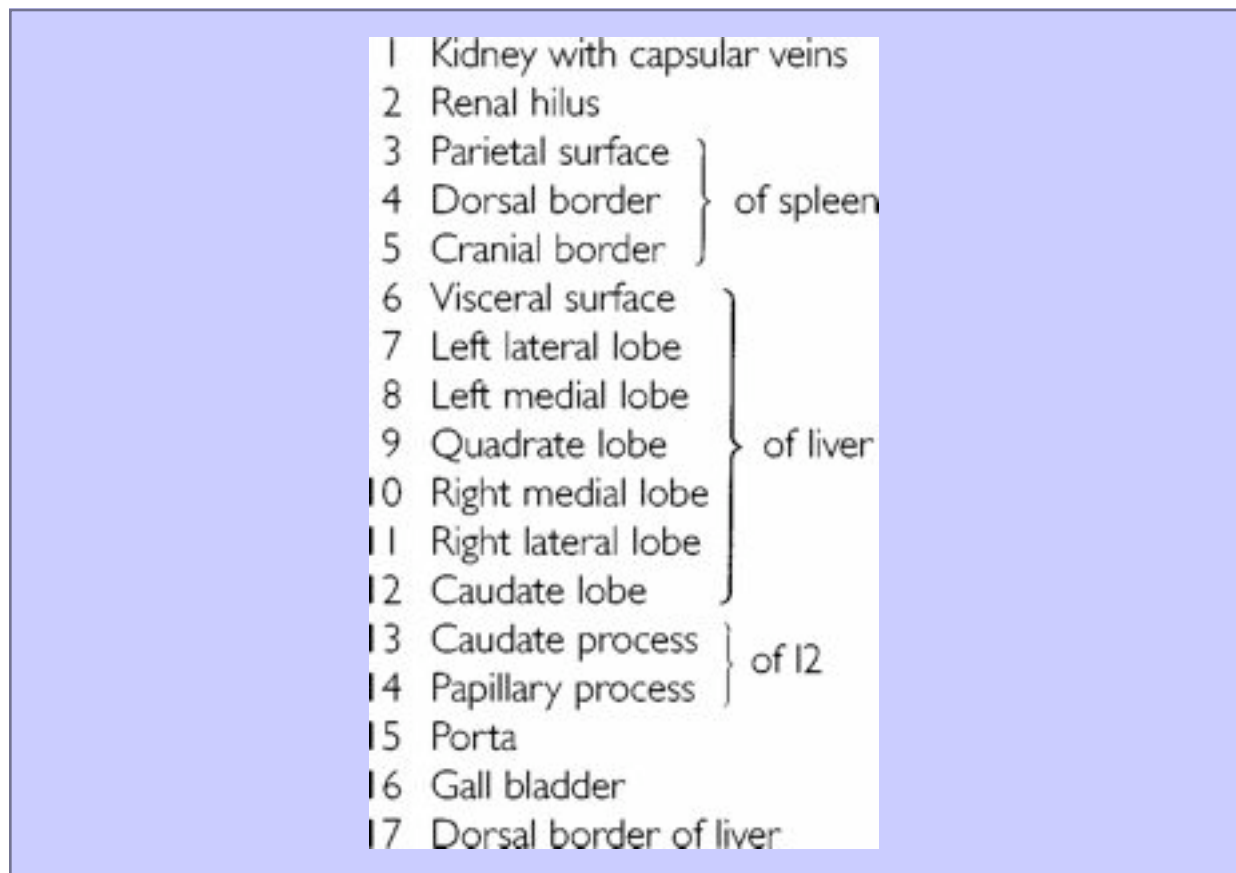 1 Kidney with capsular veins
2 Renal hilus
3 Parietal surface
4 Dorsal border of spleen
5 Cranial border
6 Visceral surface
7 Left lateral lobe
8 Left medial lobe
9 Quadrate lobe of liver
10 Right medial lobe
11 Right lateral lobe
12 Caudate lobe
13 Caudate process
of 12
14 Papillary process
15 Porta
16 Gall bladder
17 Dorsal border of liver